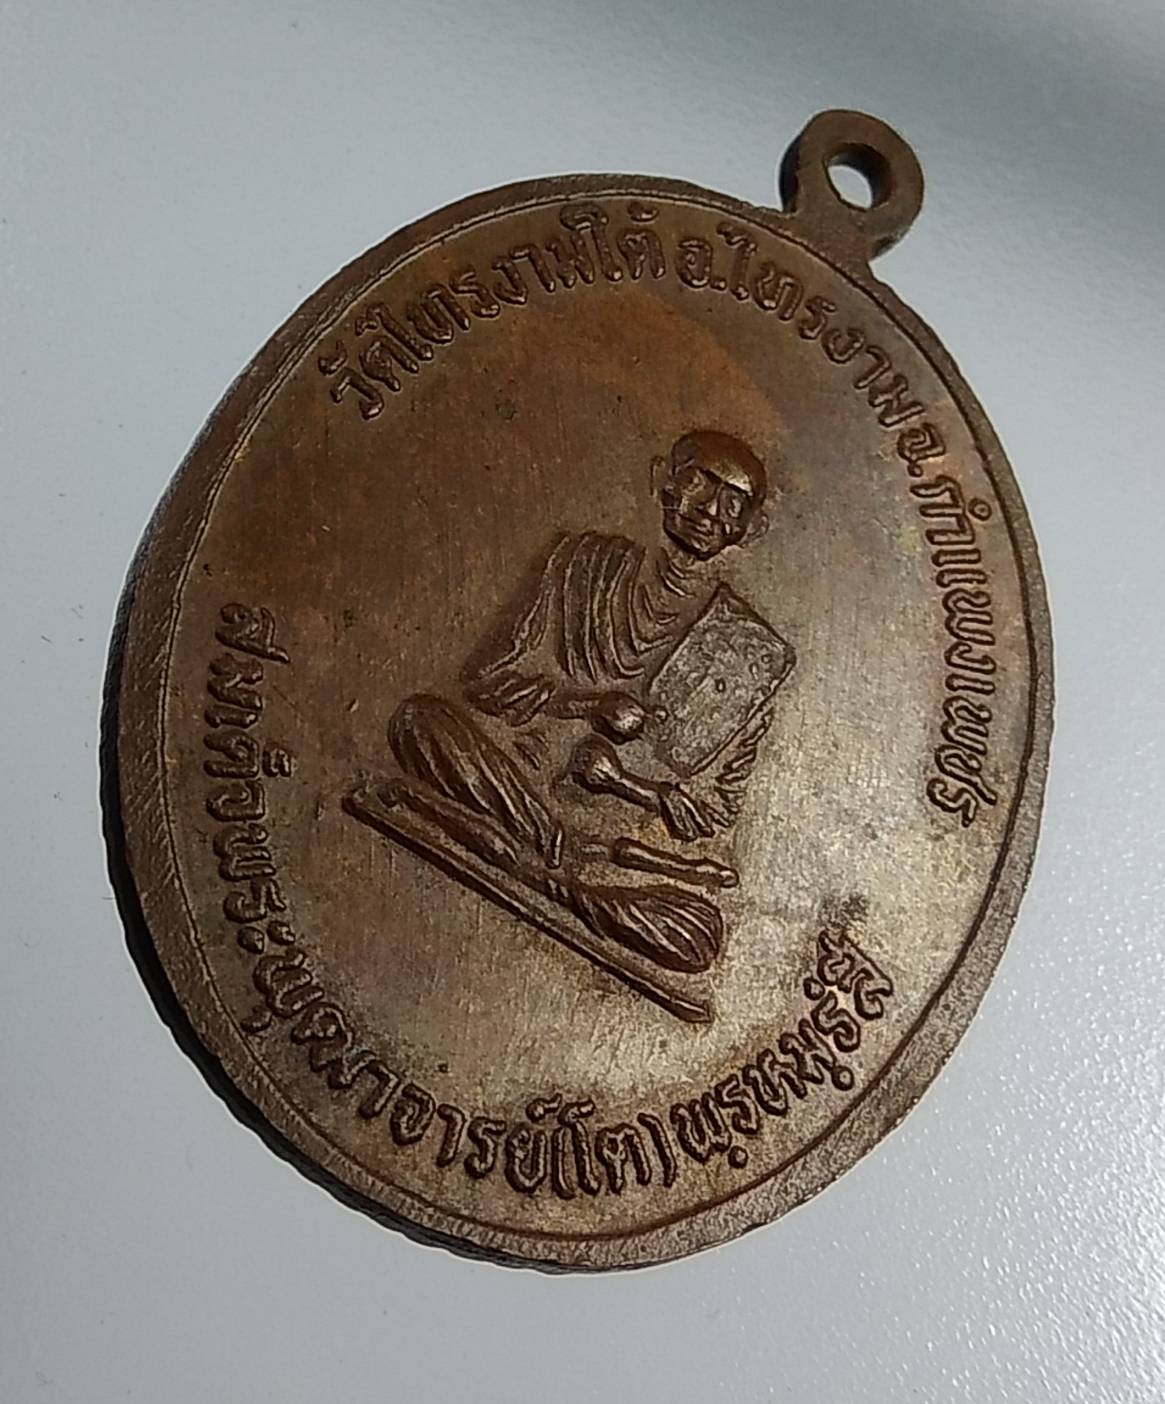 วัดไทรงามใต้ อ.ไทรงาม จ.กำแพงเพชร
สมเด็จพระพุฒาจารย์(โต)พฺรหฺมฺรํสี